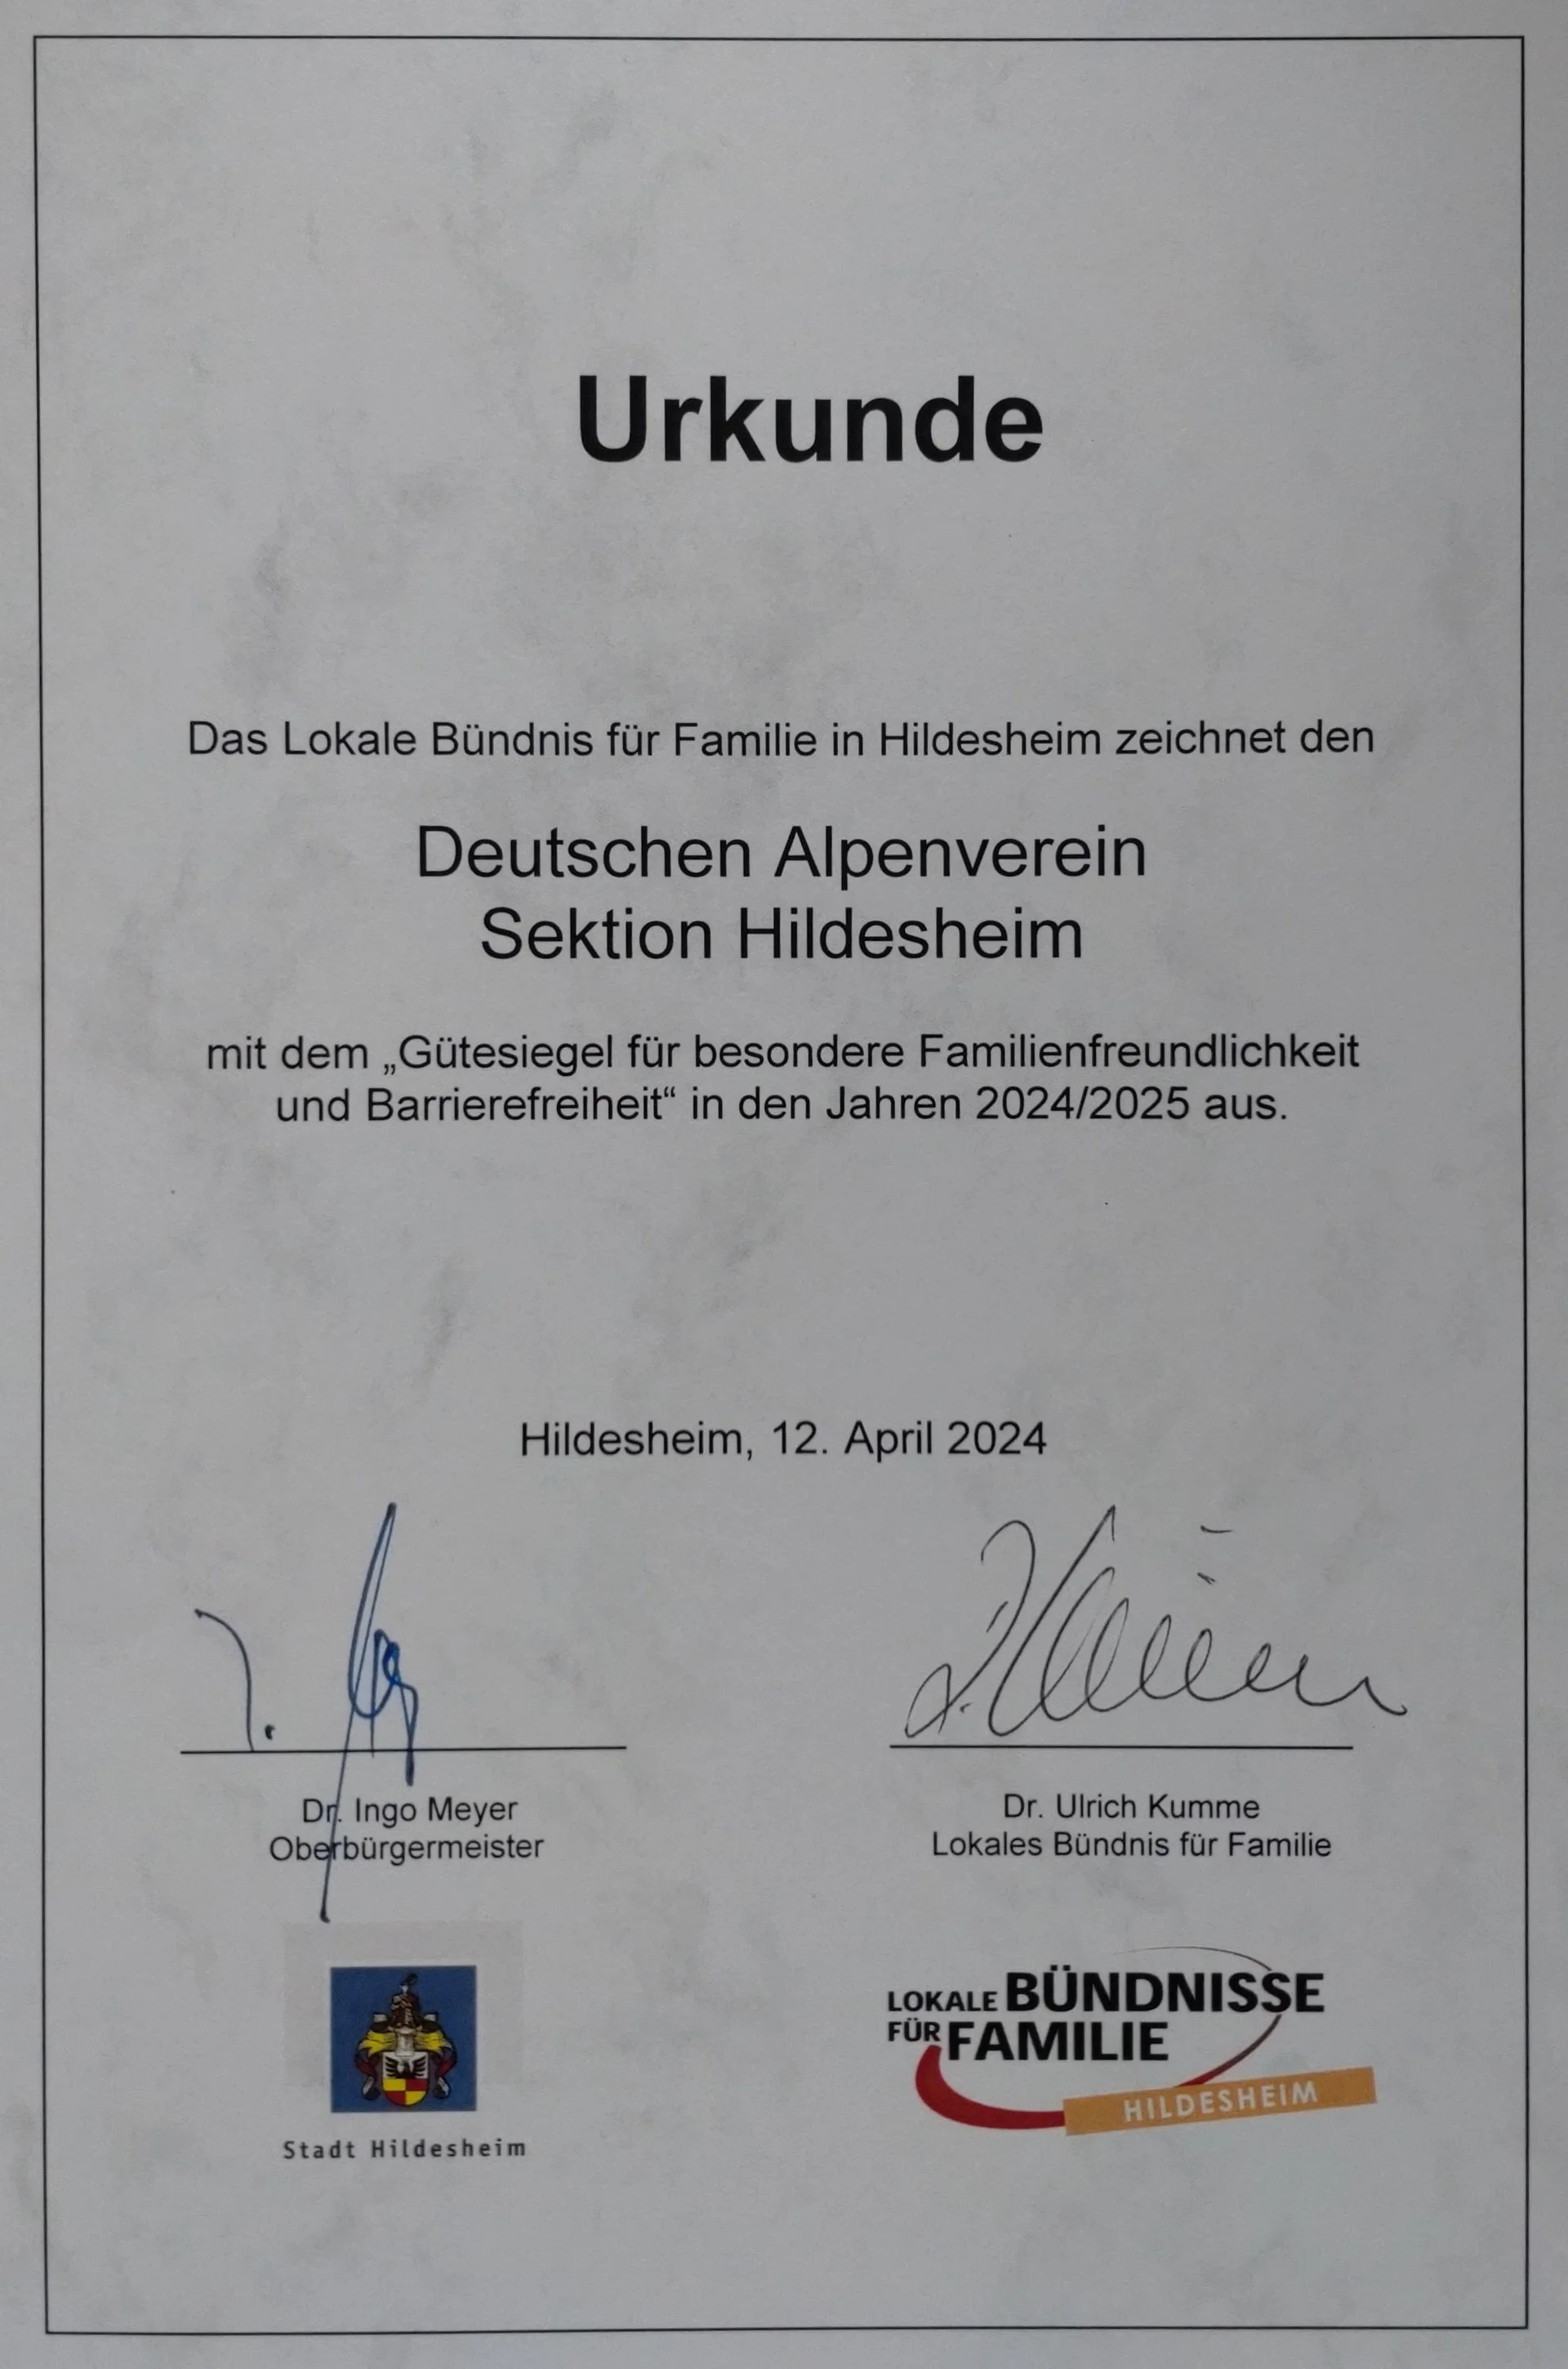 Urkunde
Das Lokale Bündnis für Familie in Hildesheim zeichnet den
Deutschen Alpenverein
Sektion Hildesheim
mit dem „Gütesiegel für besondere Familienfreundlichkeit
und Barrierefreiheit“ in den Jahren 2024/2025 aus.
Hildesheim, 12. April 2024
Dr. Ingo Meyer
Oberbürgermeister
Dr. Ulrich Kumme
Lokales Bündnis für Familie
Stadt Hildesheim
LOKALE BÜNDNISSE
FÜR FAMILIE
HILDESHEIM